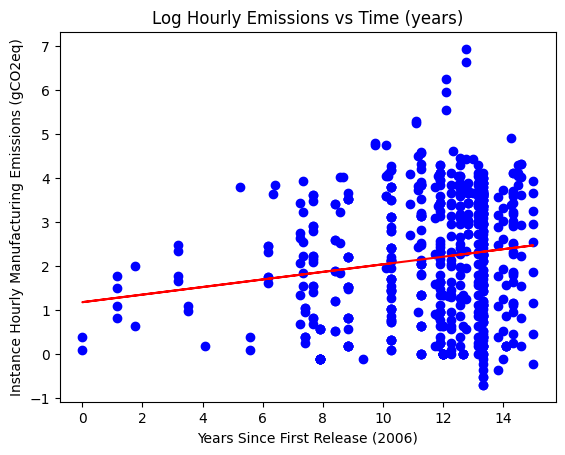 Log Hourly Emissions vs Time (years)
Instance Hourly Manufacturing Emissions (gCO2eq)
7
6
5
4
3
2
1
0
−1
0 2 4 6 8 10 12 14
Years Since First Release (2006)